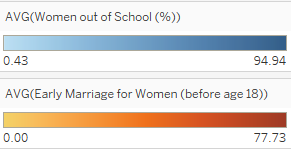 AVG(Women out of School (%))
0.43 94.94
AVG(Early Marriage for Women (before age 18))
0.00 77.73